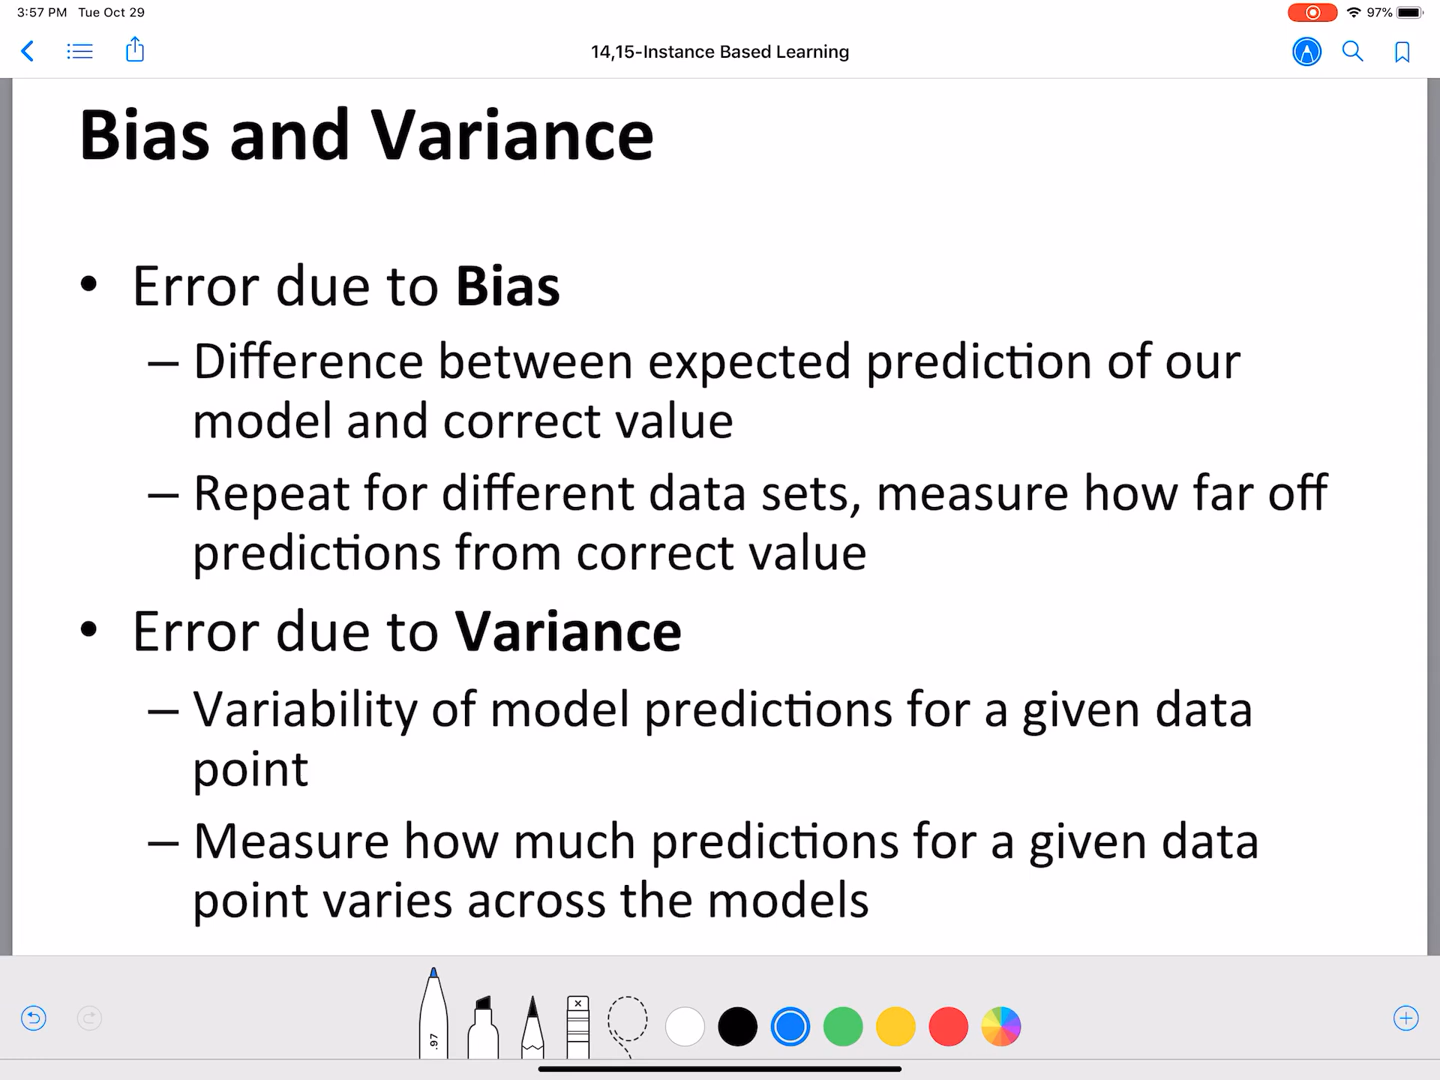 3:57 PM Tue Oct 29
97%
14,15-Instance Based Learning
Bias and Variance
• Error due to Bias
– Difference between expected prediction of our
model and correct value
– Repeat for different data sets, measure how far off
predictions from correct value
• Error due to Variance
– Variability of model predictions for a given data
point
– Measure how much predictions for a given data
point varies across the models
.97